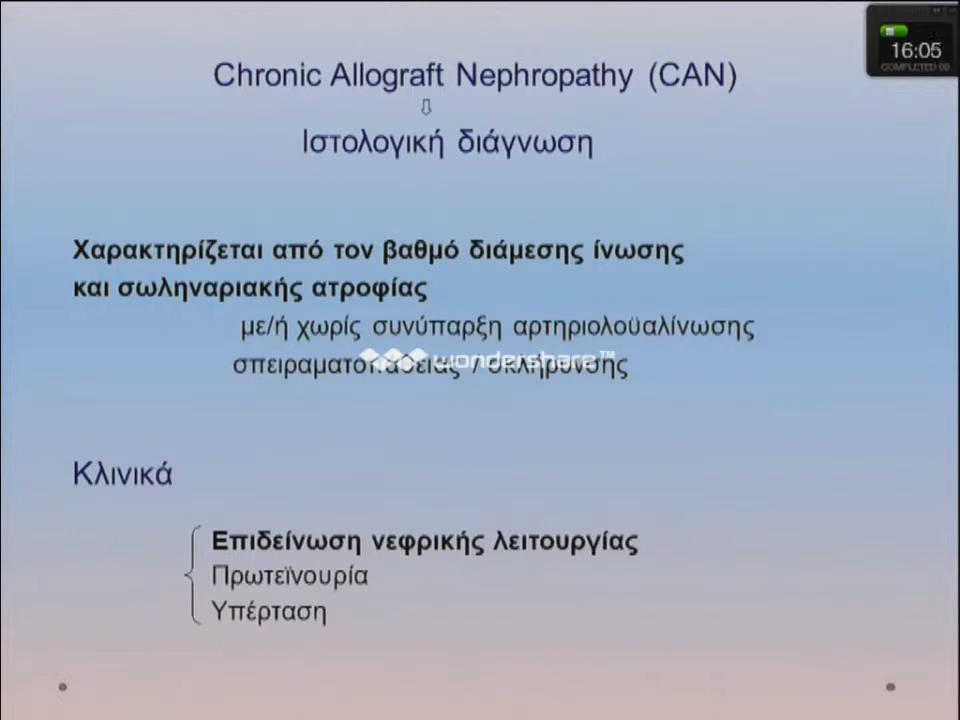 16:05
COMPLETED 00
Chronic Allograft Nephropathy (CAN)
⇩
Ιστολογική διάγνωση
Χαρακτηρίζεται από τον βαθμό διάμεσης ίνωσης
και σωληναριακής ατροφίας
με/ή χωρίς συνύπαρξη αρτηριολοϋαλίνωσης
σπειραματοπάθειας / σκλήρυνσης
wondershare™
Κλινικά
Επιδείνωση νεφρικής λειτουργίας
Πρωτεϊνουρία
Υπέρταση